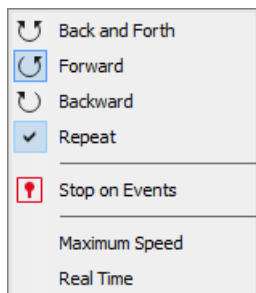 Back and Forth
Forward
Backward
Repeat
Stop on Events
Maximum Speed
Real Time